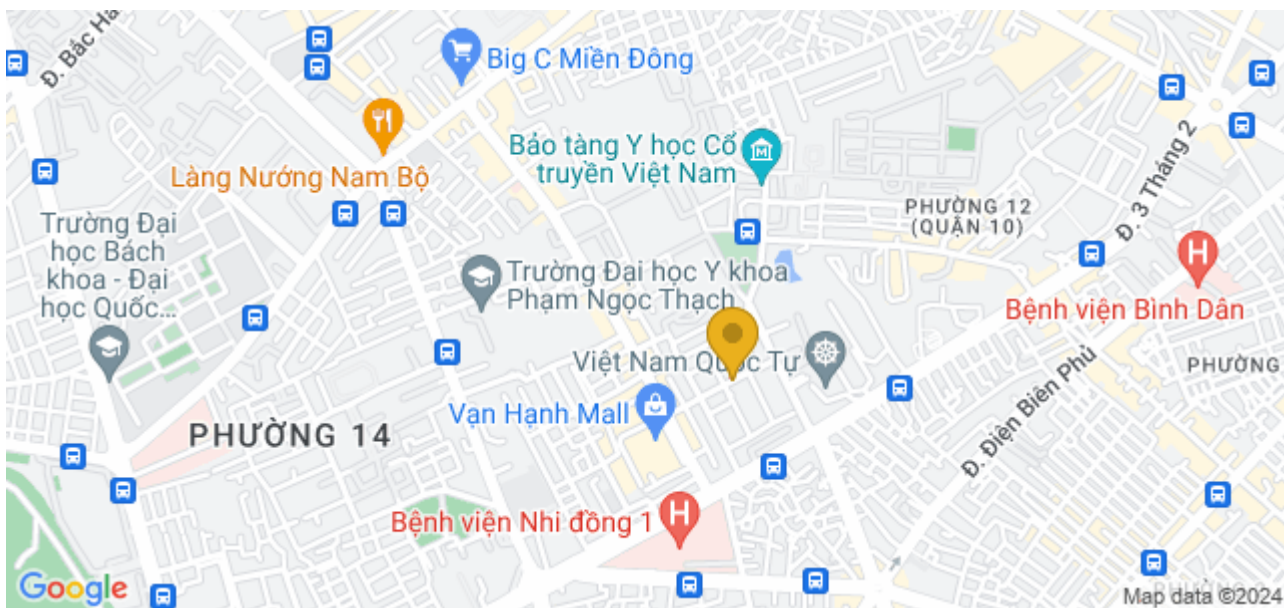 Đ. Bắc Hải
Big C Miền Đông
Làng Nướng Nam Bộ
Bảo tàng Y học Cổ
truyền Việt Nam
Đ. 3 Tháng 2
PHƯỜNG 12
(QUẬN 10)
Trường Đại
học Bách
khoa - Đại
học Quốc...
Trường Đại học Y khoa
Phạm Ngọc Thạch
H
Bệnh viện Bình Dân
Việt Nam Quốc Tự
PHƯỜNG
Vạn Hạnh Mall
Đ. Điện Biên Phủ
PHƯỜNG 14
Bệnh viện Nhi đồng 1
H
Google
Map data ©2024